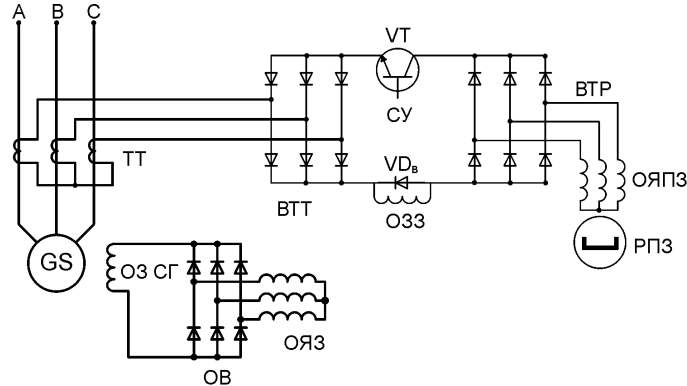 A B C
VT
ВТР
СУ
ТТ
VDв
ОЯПЗ
ВТТ
ОЗЗ
РПЗ
GS
ОЗ СГ
ОЯЗ
ОВ